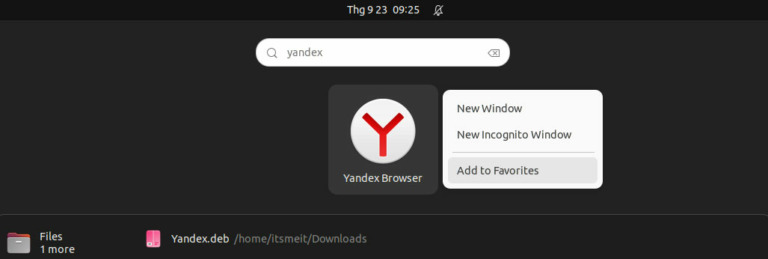 Thg 9 23 09:25
yandex
New Window
New Incognito Window
Add to Favorites
Yandex Browser
Files
1 more
Yandex.deb /home/itsmeit/Downloads